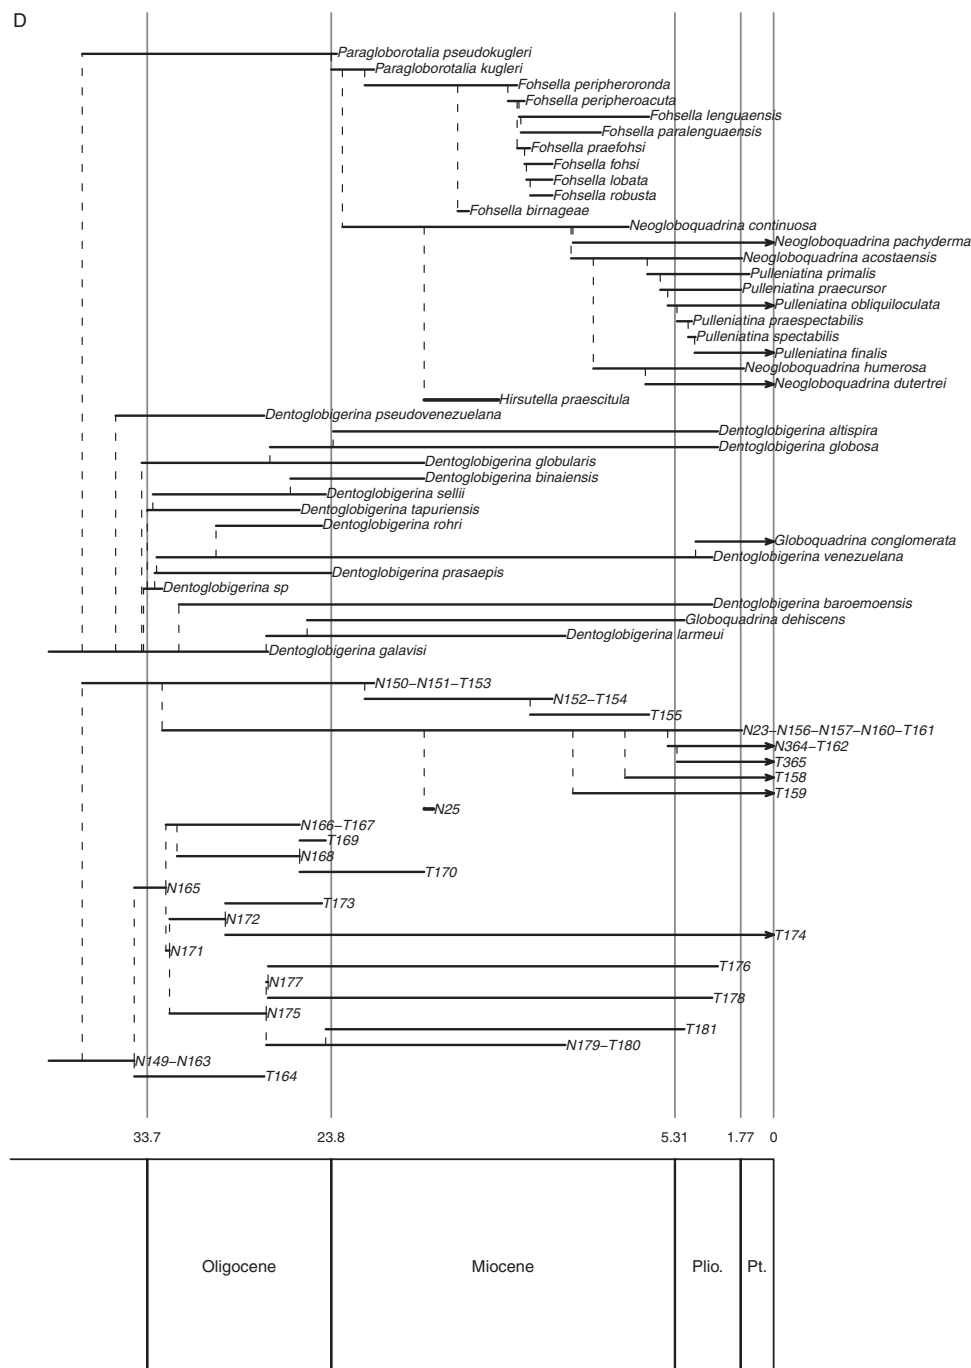 D
Paragloborotalia pseudokugleri
Paragloborotalia kugleri
Fohsella peripheroronda
Fohsella peripheroacuta
Fohsella lenguaensis
Fohsella paralenguaensis
Fohsella praefohsi
Fohsella fohsi
Fohsella lobata
Fohsella robusta
Fohsella birnageae
Neogloboquadrina continuosa
Neogloboquadrina pachyderma
Neogloboquadrina acostaensis
Pulleniatina primalis
Pulleniatina praecursor
Pulleniatina obliquiloculata
Pulleniatina praespectabilis
Pulleniatina spectabilis
Pulleniatina finalis
Neogloboquadrina humerosa
Neogloboquadrina dutertrei
Hirsutella praescitula
Dentoglobigerina pseudovenezuelana
Dentoglobigerina altispira
Dentoglobigerina globosa
Dentoglobigerina globularis
Dentoglobigerina binaiensis
Dentoglobigerina sellii
Dentoglobigerina tapuriensis
Dentoglobigerina rohri
Globoquadrina conglomerata
Dentoglobigerina venezuelana
Dentoglobigerina prasaepis
Dentoglobigerina sp
Dentoglobigerina baroemoensis
Globoquadrina dehiscens
Dentoglobigerina larmeui
Dentoglobigerina galavisi
N150−N151−T153
N152−T154
T155
N23−N156−N157−N160−T161
N364−T162
T365
T158
T159
N25
N166−T167
T169
N168
T170
N165
T173
N172
T174
N171
T176
N177
T178
N175
T181
N179−T180
N149−N163
T164
33.7 23.8 5.31 1.77 0
Oligocene Miocene Plio. Pt.